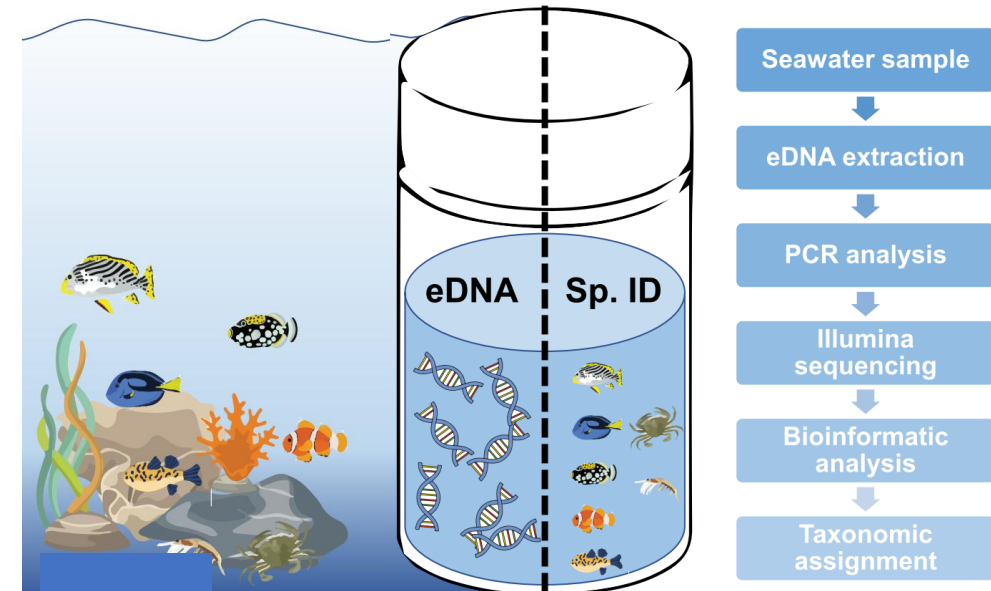 eDNA
Sp. ID
Seawater sample
eDNA extraction
PCR analysis
Illumina
sequencing
Bioinformatic
analysis
Taxonomic
assignment